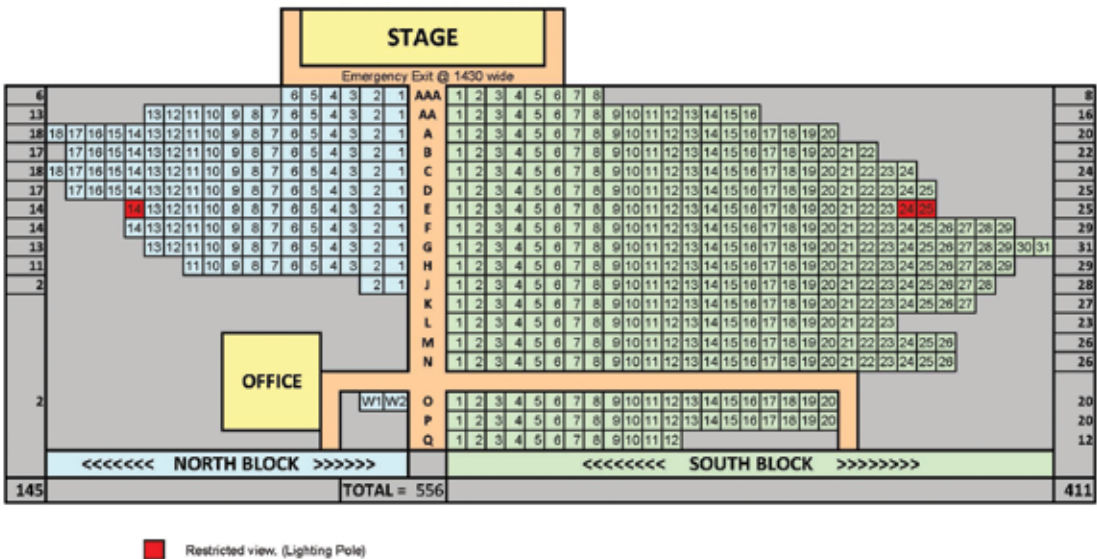 STAGE
Emergency Exit @ 1430 wide
6 6 5 4 3 2 1 AAA 1 2 3 4 5 6 7 8 8
13 13 12 11 10 9 8 7 6 5 4 3 2 1 AA 1 2 3 4 5 6 7 8 9 10 11 12 13 14 15 16 16
18 18 17 16 15 14 13 12 11 10 9 8 7 6 5 4 3 2 1 A 1 2 3 4 5 6 7 8 9 10 11 12 13 14 15 16 17 18 19 20 20
17 17 16 15 14 13 12 11 10 9 8 7 6 5 4 3 2 1 B 1 2 3 4 5 6 7 8 9 10 11 12 13 14 15 16 17 18 19 20 21 22 22
18 18 17 16 15 14 13 12 11 10 9 8 7 6 5 4 3 2 1 C 1 2 3 4 5 6 7 8 9 10 11 12 13 14 15 16 17 18 19 20 21 22 23 24 24
17 17 16 15 14 13 12 11 10 9 8 7 6 5 4 3 2 1 D 1 2 3 4 5 6 7 8 9 10 11 12 13 14 15 16 17 18 19 20 21 22 23 24 25 25
14 14 13 12 11 10 9 8 7 6 5 4 3 2 1 E 1 2 3 4 5 6 7 8 9 10 11 12 13 14 15 16 17 18 19 20 21 22 23 24 25 25
14 14 13 12 11 10 9 8 7 6 5 4 3 2 1 F 1 2 3 4 5 6 7 8 9 10 11 12 13 14 15 16 17 18 19 20 21 22 23 24 25 26 27 28 29 29
13 13 12 11 10 9 8 7 6 5 4 3 2 1 G 1 2 3 4 5 6 7 8 9 10 11 12 13 14 15 16 17 18 19 20 21 22 23 24 25 26 27 28 29 30 31 31
11 11 10 9 8 7 6 5 4 3 2 1 H 1 2 3 4 5 6 7 8 9 10 11 12 13 14 15 16 17 18 19 20 21 22 23 24 25 26 27 28 29 29
2 2 1 J 1 2 3 4 5 6 7 8 9 10 11 12 13 14 15 16 17 18 19 20 21 22 23 24 25 26 27 28 28
K 1 2 3 4 5 6 7 8 9 10 11 12 13 14 15 16 17 18 19 20 21 22 23 24 25 26 27 27
L 1 2 3 4 5 6 7 8 9 10 11 12 13 14 15 16 17 18 19 20 21 22 23 23
M 1 2 3 4 5 6 7 8 9 10 11 12 13 14 15 16 17 18 19 20 21 22 23 24 25 26 26
N 1 2 3 4 5 6 7 8 9 10 11 12 13 14 15 16 17 18 19 20 21 22 23 24 25 26 26
OFFICE
2 W1 W2 O 1 2 3 4 5 6 7 8 9 10 11 12 13 14 15 16 17 18 19 20 20
P 1 2 3 4 5 6 7 8 9 10 11 12 13 14 15 16 17 18 19 20 20
Q 1 2 3 4 5 6 7 8 9 10 11 12 12
<<<<<<< NORTH BLOCK >>>>>> <<<<<<<< SOUTH BLOCK >>>>>>>>
145 TOTAL = 556 411
Restricted view. (Lighting Pole)